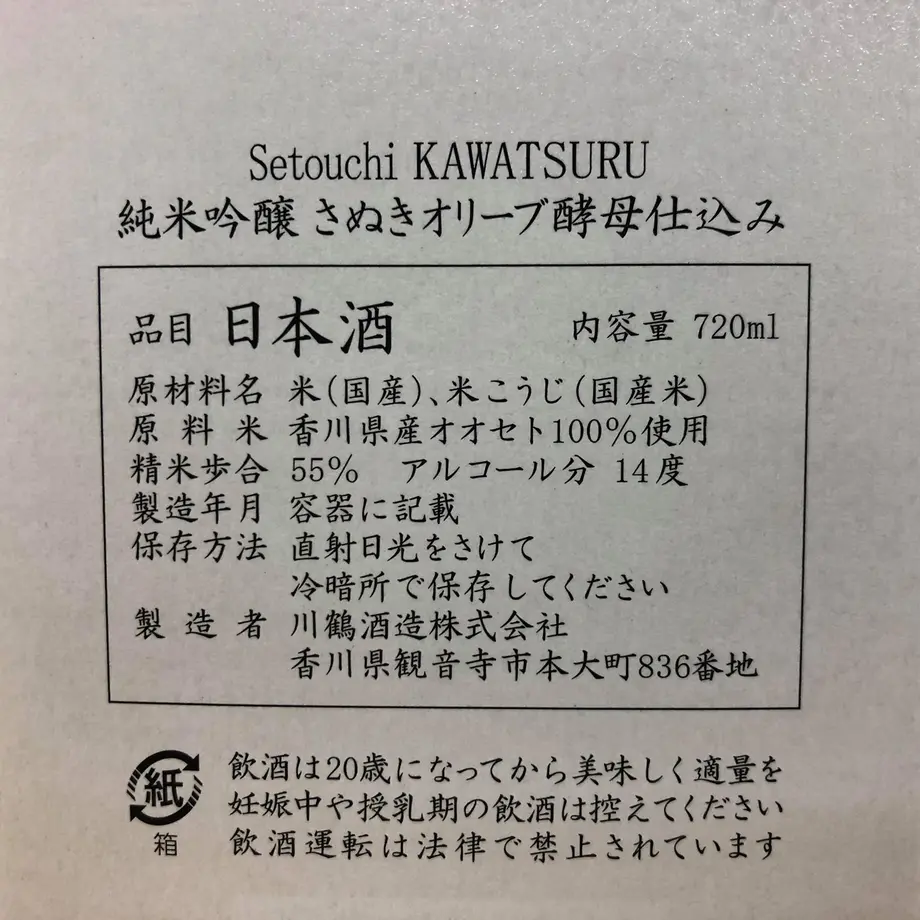 Setouchi KAWATSURU
純米吟醸 さぬきオリーブ酵母仕込み
品目 日本酒 内容量 720ml
原材料名 米(国産)、米こうじ(国産米)
原料米 香川県産オオセト100%使用
精米歩合 55% アルコール分 14度
製造年月 容器に記載
保存方法 直射日光をさけて
冷暗所で保存してください
製造者 川鶴酒造株式会社
香川県観音寺市本大町836番地
紙
箱
飲酒は20歳になってから美味しく適量を
妊娠中や授乳期の飲酒は控えてください
飲酒運転は法律で禁止されています